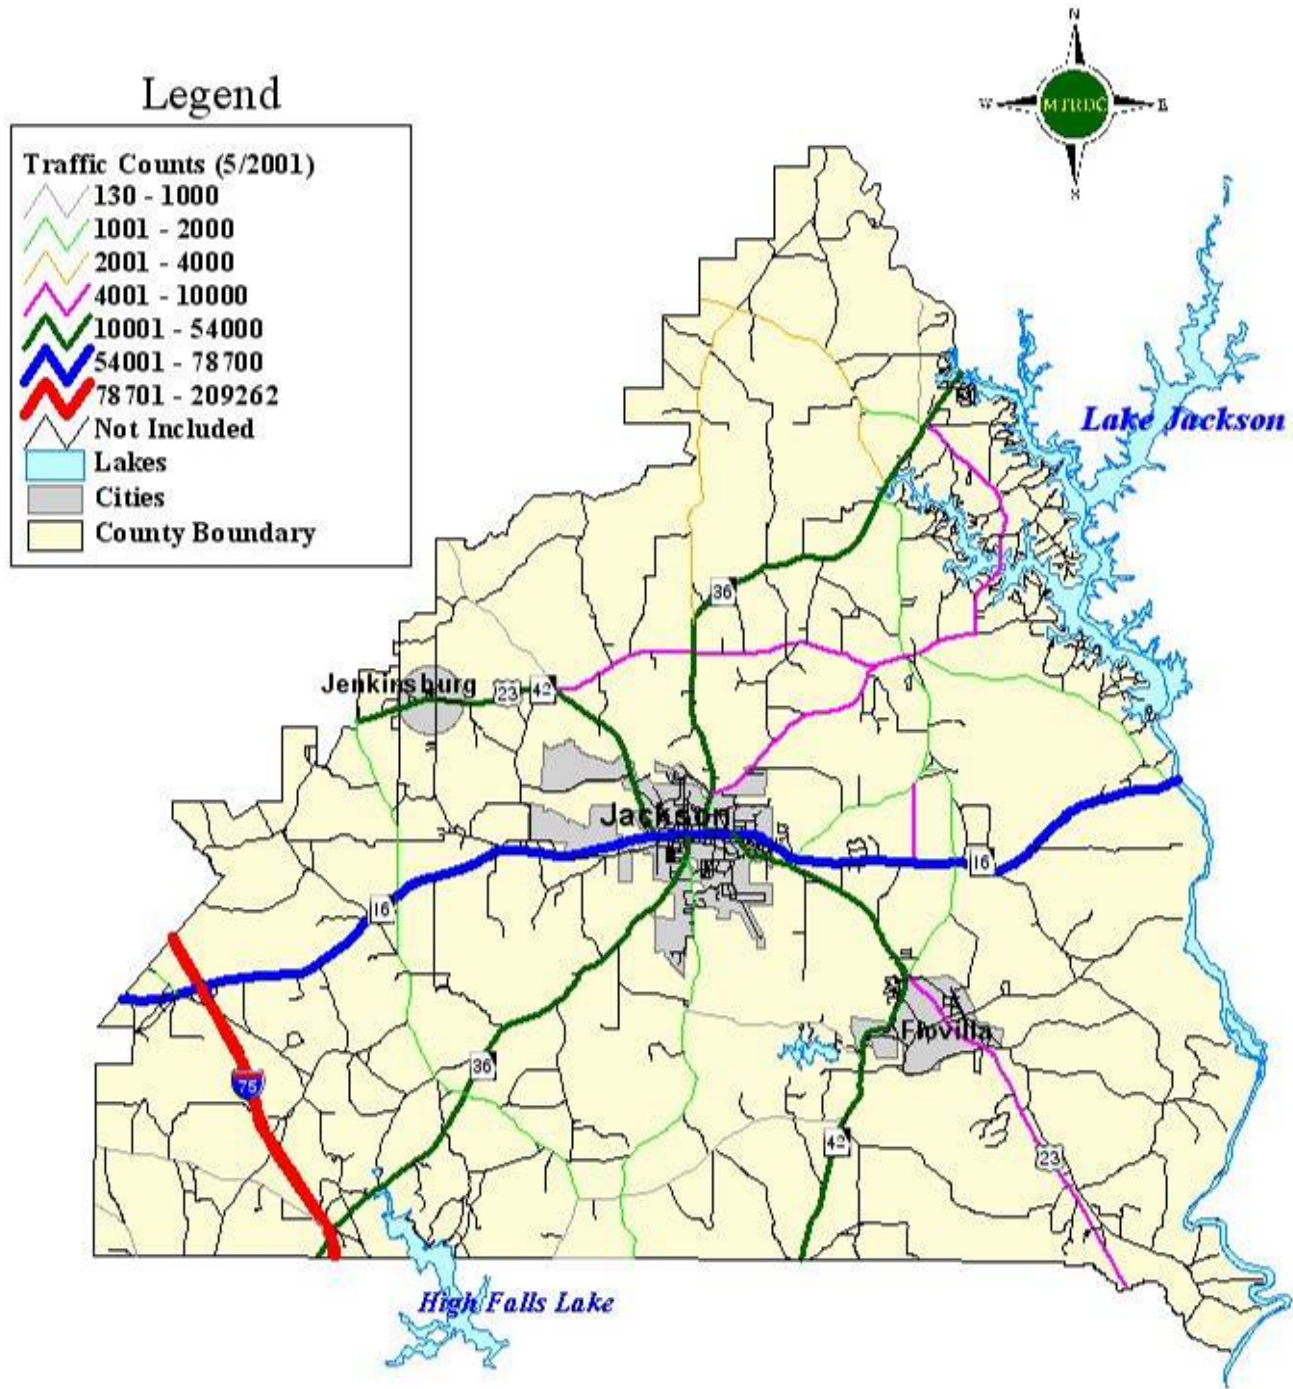 N
W MTRDC E
S
Legend
Traffic Counts (5/2001)
130 - 1000
1001 - 2000
2001 - 4000
4001 - 10000
10001 - 54000
54001 - 78700
78701 - 209262
Not Included
Lakes
Cities
County Boundary
Lake Jackson
36
Jenkinsburg
23 42
Jackson
16
16
Flovilla
36
75
42
23
High Falls Lake